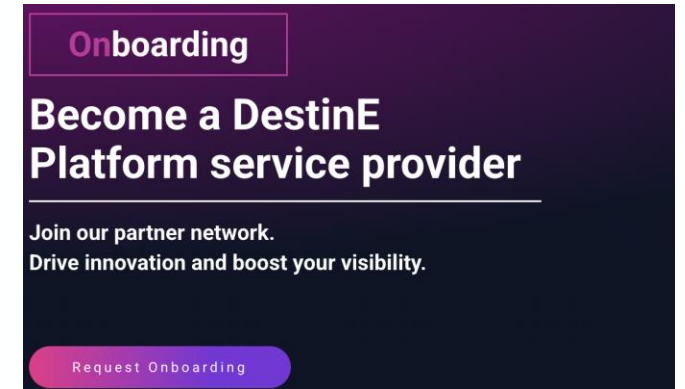 Onboarding
Become a DestinE
Platform service provider
Join our partner network.
Drive innovation and boost your visibility.
Request Onboarding